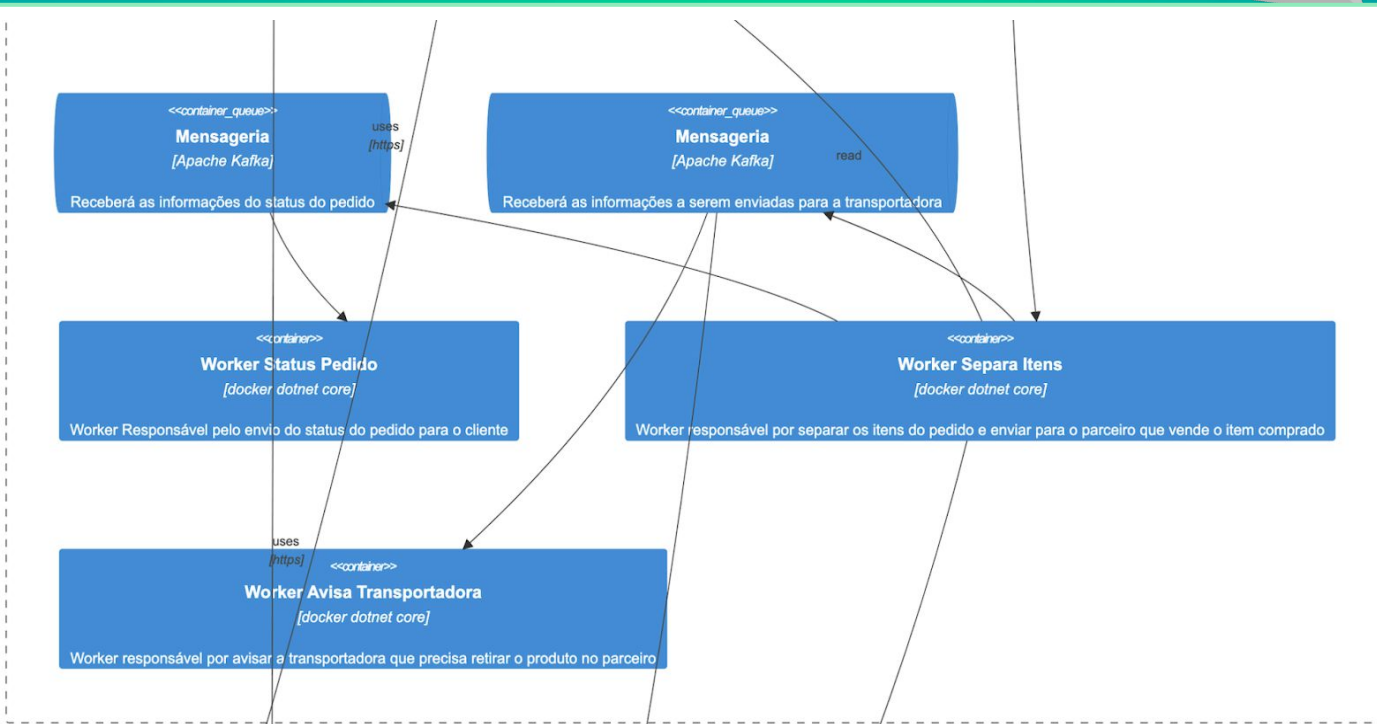 <<container_queue>>
Mensageria
[Apache Kafka]
Receberá as informações do status do pedido
uses
[https]
<<container_queue>>
Mensageria
[Apache Kafka]
Receberá as informações a serem enviadas para a transportadora
read
<<container>>
Worker Status Pedido
[docker dotnet core]
Worker Responsável pelo envio do status do pedido para o cliente
<<container>>
Worker Separa Itens
[docker dotnet core]
Worker responsável por separar os itens do pedido e enviar para o parceiro que vende o item comprado
uses
[https]
<<container>>
Worker Avisa Transportadora
[docker dotnet core]
Worker responsável por avisar a transportadora que precisa retirar o produto no parceiro